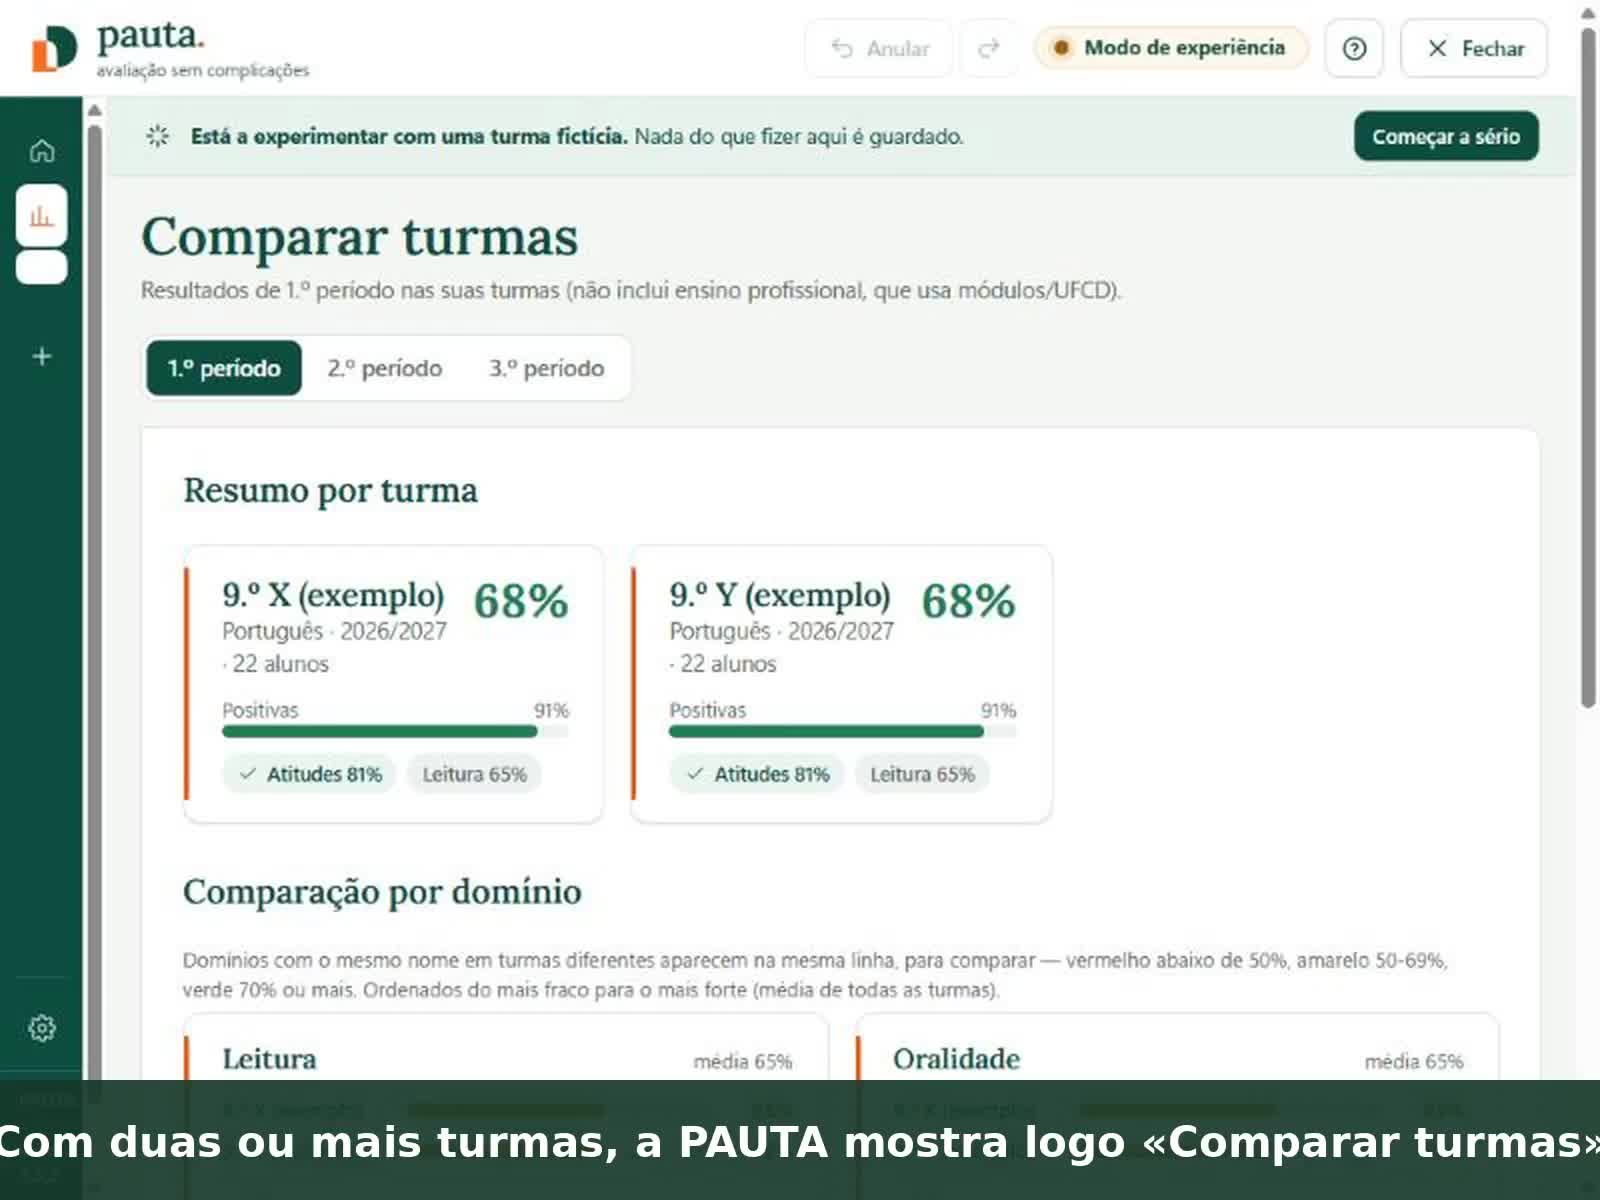 pauta.
avaliação sem complicações
Anular
Modo de experiência
Fechar
Está a experimentar com uma turma fictícia. Nada do que fizer aqui é guardado.
Começar a sério
Comparar turmas
Resultados de 1.º período nas suas turmas (não inclui ensino profissional, que usa módulos/UFCD).
1.º período
2.º período
3.º período
Resumo por turma
9.º X (exemplo) 68%
Português · 2026/2027
· 22 alunos
Positivas 91%
Atitudes 81% Leitura 65%
9.º Y (exemplo) 68%
Português · 2026/2027
· 22 alunos
Positivas 91%
Atitudes 81% Leitura 65%
Comparação por domínio
Domínios com o mesmo nome em turmas diferentes aparecem na mesma linha, para comparar — vermelho abaixo de 50%, amarelo 50-69%,
verde 70% ou mais. Ordenados do mais fraco para o mais forte (média de todas as turmas).
Leitura média 65%
Oralidade média 65%
Com duas ou mais turmas, a PAUTA mostra logo «Comparar turmas»